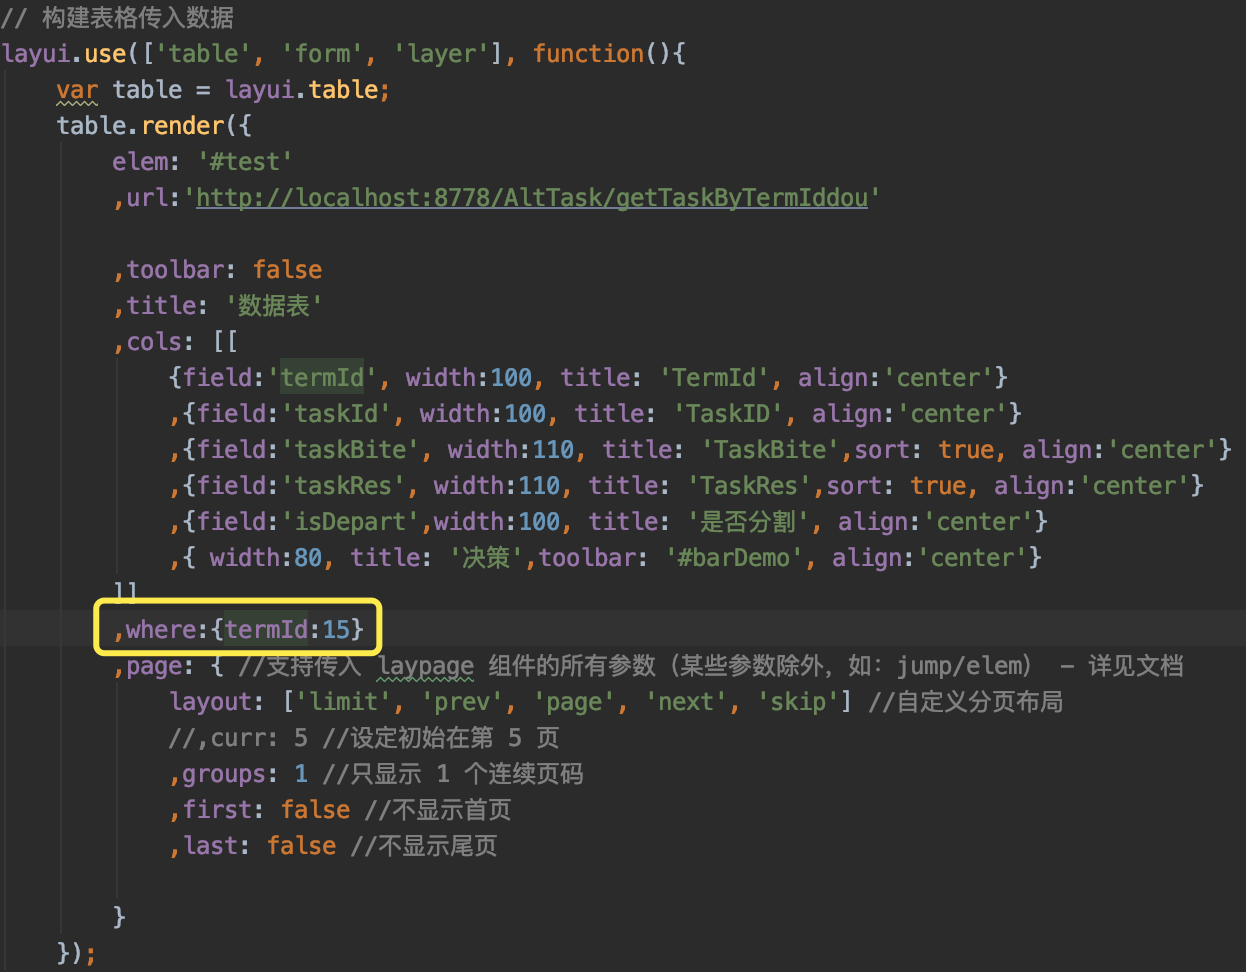 // 构建表格传入数据
layui.use(['table', 'form', 'layer'], function(){
var table = layui.table;
table.render({
elem: '#test'
,url:'http://localhost:8778/AltTask/getTaskByTermIddou'
,toolbar: false
,title: '数据表'
,cols: [[
{field:'termId', width:100, title: 'TermId', align:'center'}
,{field:'taskId', width:100, title: 'TaskID', align:'center'}
,{field:'taskBite', width:110, title: 'TaskBite',sort: true, align:'center'}
,{field:'taskRes', width:110, title: 'TaskRes',sort: true, align:'center'}
,{field:'isDepart',width:100, title: '是否分割', align:'center'}
,{ width:80, title: '决策',toolbar: '#barDemo', align:'center'}
]]
,where:{termId:15}
,page: { //支持传入 laypage 组件的所有参数（某些参数除外，如：jump/elem） - 详见文档
layout: ['limit', 'prev', 'page', 'next', 'skip'] //自定义分页布局
//,curr: 5 //设定初始在第 5 页
,groups: 1 //只显示 1 个连续页码
,first: false //不显示首页
,last: false //不显示尾页
}
});